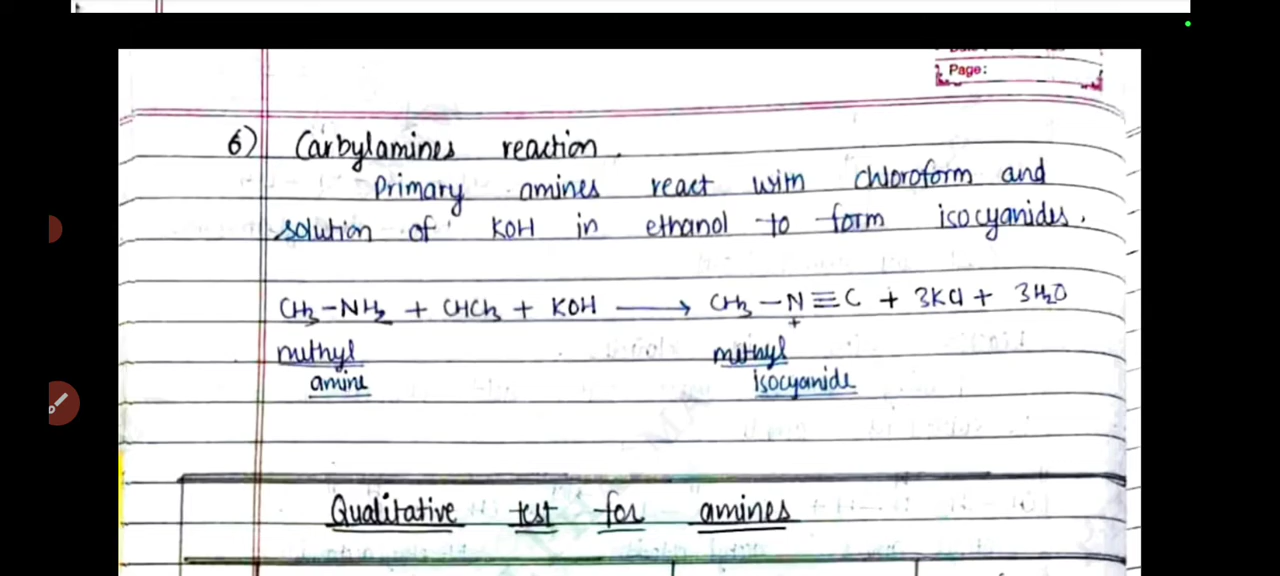 Page:
6) Carbylamines reaction.
Primary amines react with chloroform and
solution of KOH in ethanol to form isocyanides.
CH3-NH2 + CHCl3 + KOH ⟶ CH3-N≡C + 3KCl + 3H2O
+
methyl methyl
amine isocyanide
Qualitative test for amines